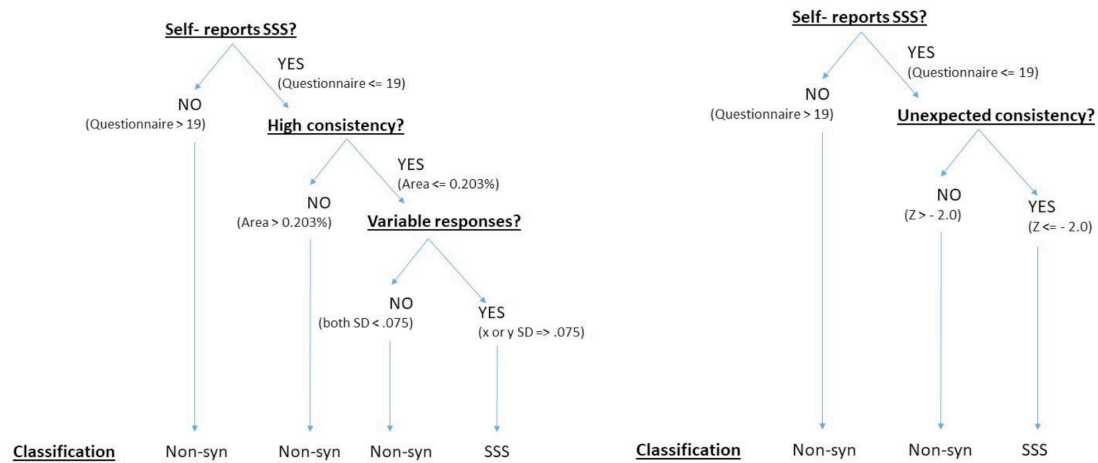 Self- reports SSS?
YES
(Questionnaire <= 19)
NO
(Questionnaire > 19)
High consistency?
YES
(Area <= 0.203%)
NO
(Area > 0.203%)
Variable responses?
NO
(both SD < .075)
YES
(x or y SD => .075)
Classification
Non-syn
Non-syn
Non-syn
SSS
Self- reports SSS?
YES
(Questionnaire <= 19)
NO
(Questionnaire > 19)
Unexpected consistency?
NO
(Z > - 2.0)
YES
(Z <= - 2.0)
Classification
Non-syn
Non-syn
SSS